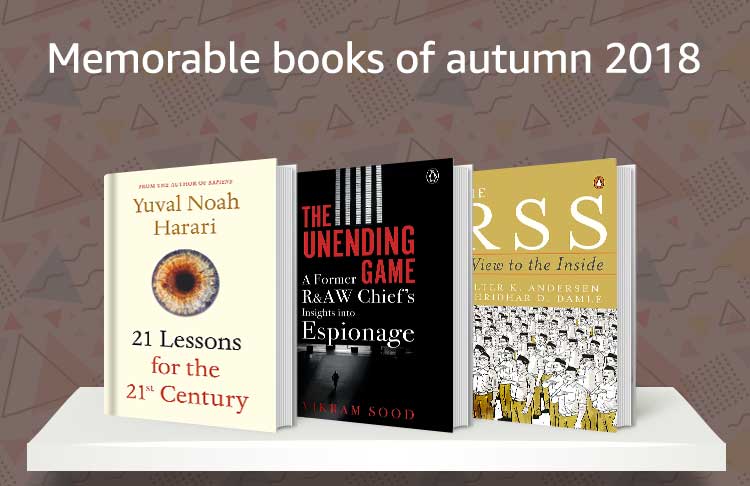 Memorable books of autumn 2018
FROM THE AUTHOR OF SAPIENS
Yuval Noah
Harari
21 Lessons
for the
21st Century
THE
UNENDING
GAME
A Former
R&AW Chief's
Insights into
Espionage
VIKRAM SOOD
RSS
View to the Inside
K. ANDERSEN
D. DAMLE